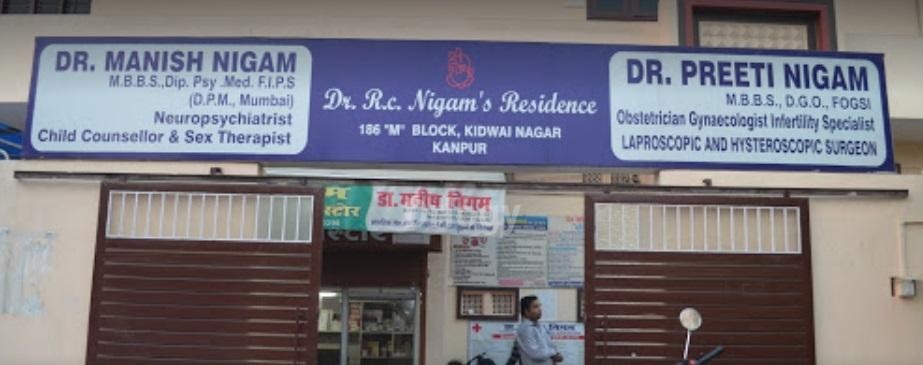 DR. MANISH NIGAM
M.B.B.S.,Dip. Psy .Med. F.I.P.S
(D.P.M., Mumbai)
Neuropsychiatrist
Child Counsellor & Sex Therapist
Dr. R.c. Nigam's Residence
186 "M" BLOCK, KIDWAI NAGAR
KANPUR
DR. PREETI NIGAM
M.B.B.S., D.G.O., FOGSI
Obstetrician Gynaecologist Infertility Specialist
LAPROSCOPIC AND HYSTEROSCOPIC SURGEON
डा. मनीष निगम